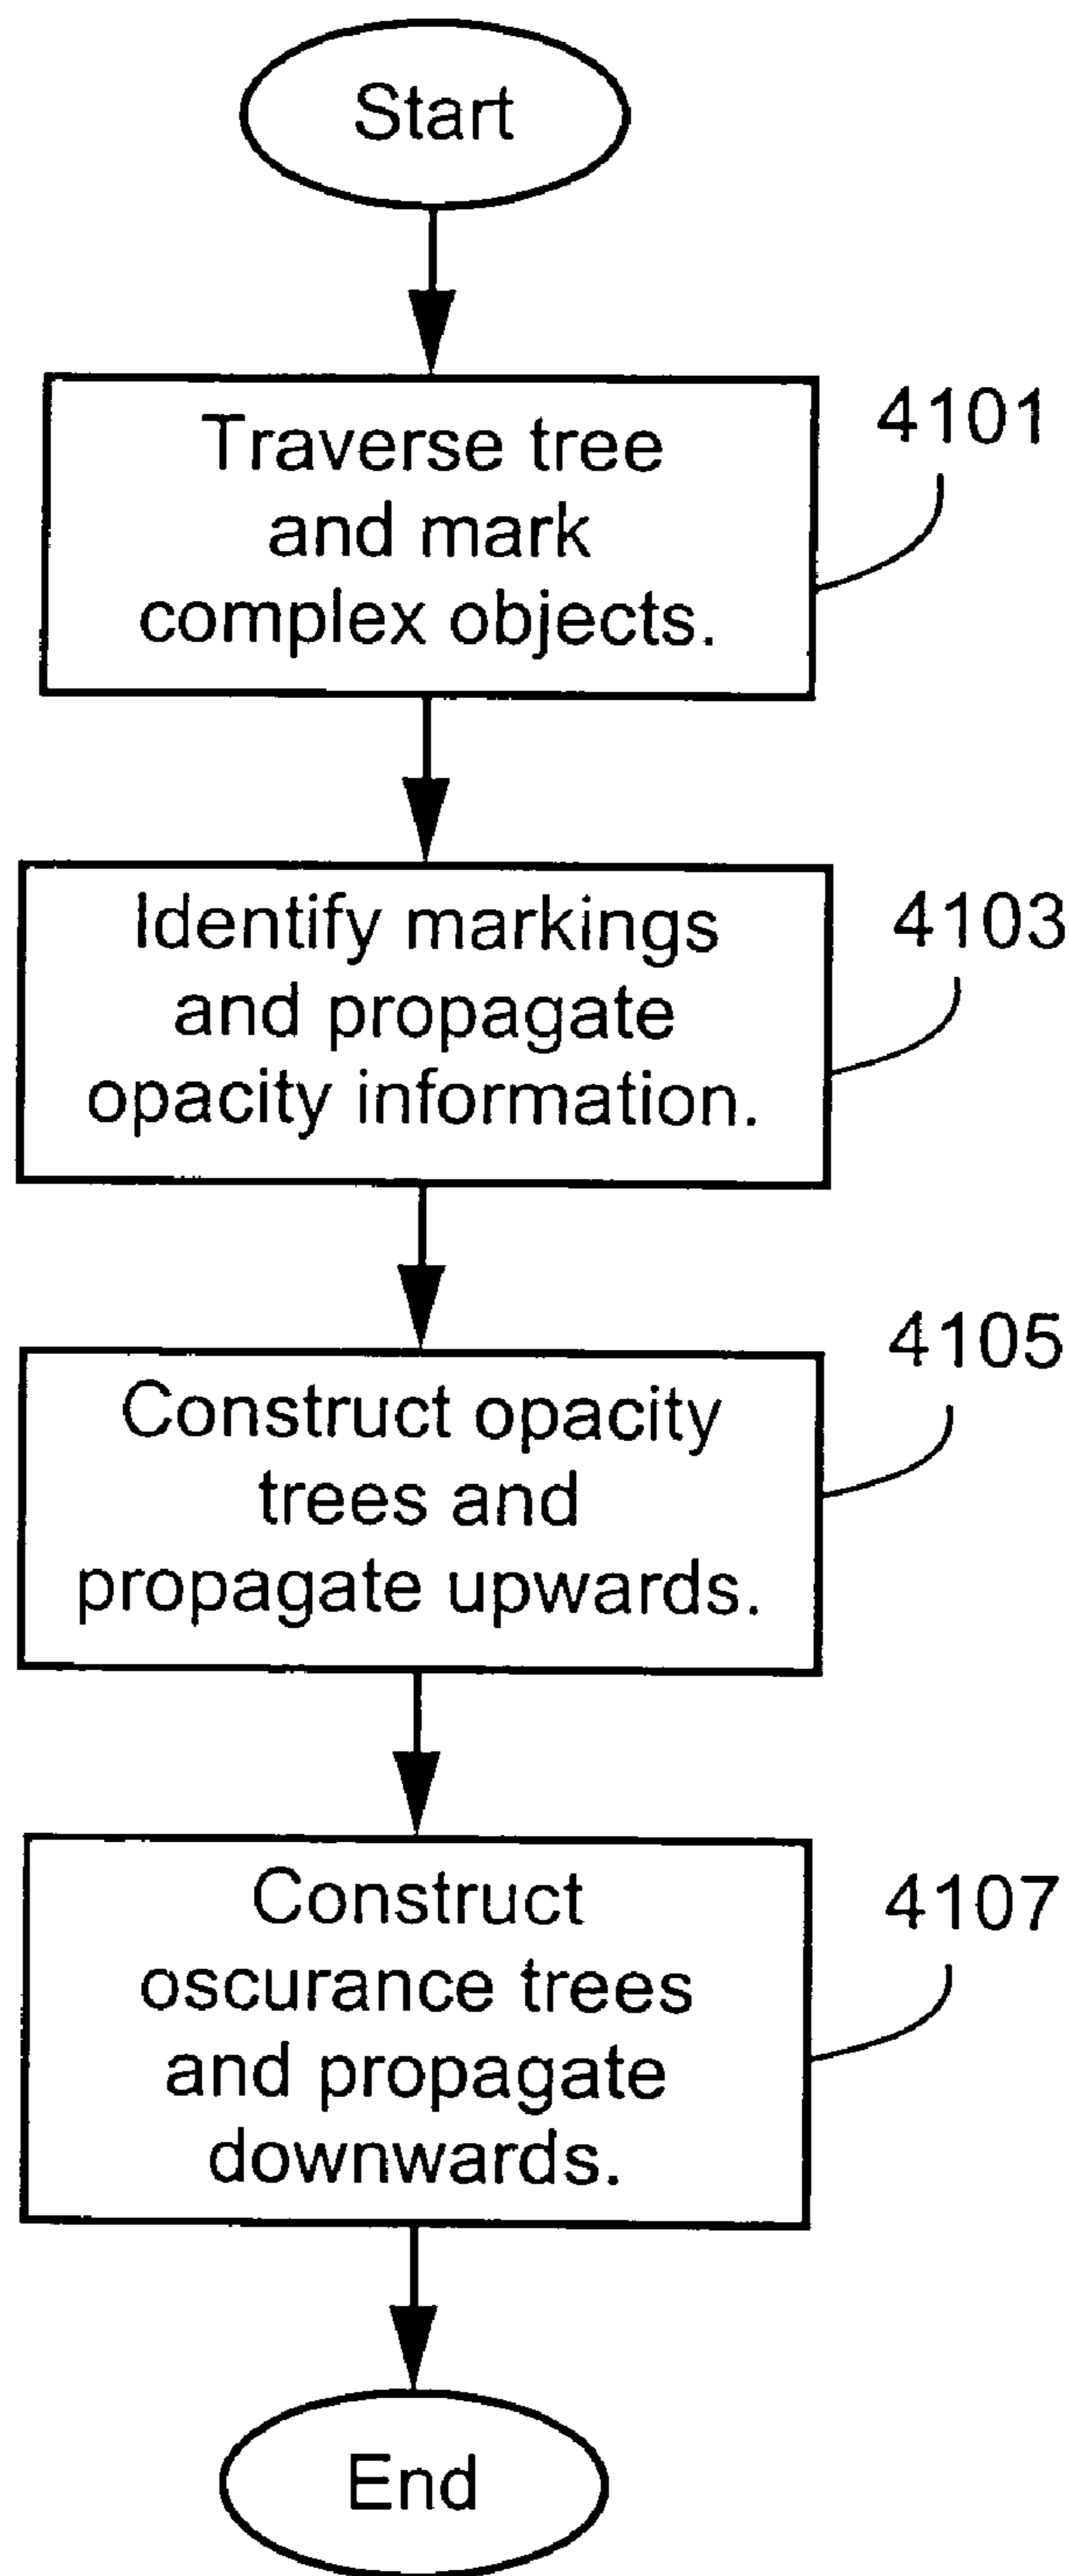 Start
Traverse tree
and mark
complex objects.
4101
Identify markings
and propagate
opacity information.
4103
Construct opacity
trees and
propagate upwards.
4105
Construct
oscurance trees
and propagate
downwards.
4107
End